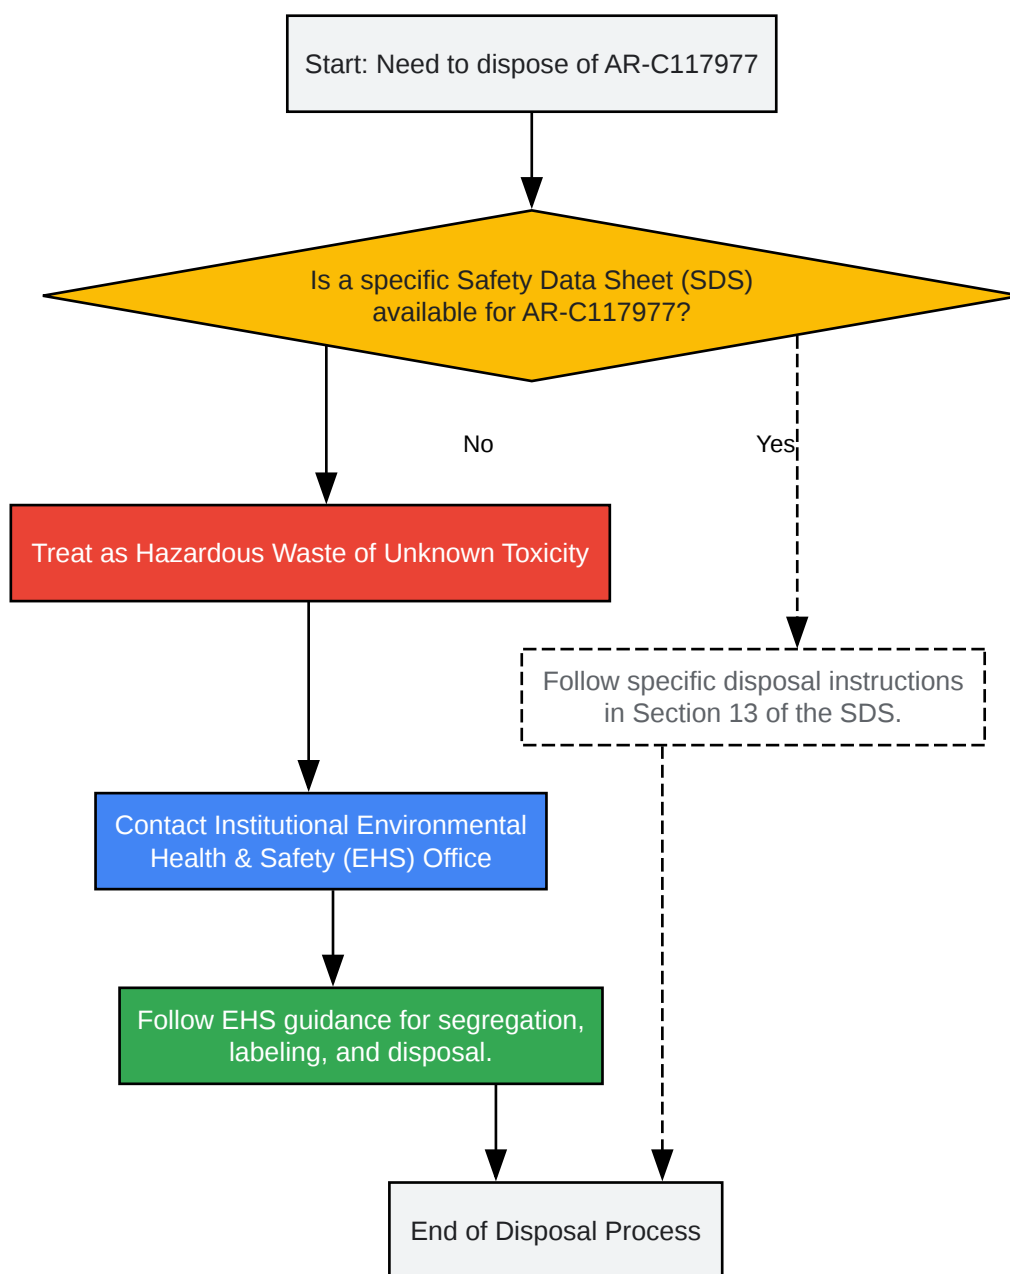 Start: Need to dispose of AR-C117977
Is a specific Safety Data Sheet (SDS)
available for AR-C117977?
No
Yes
Treat as Hazardous Waste of Unknown Toxicity
Follow specific disposal instructions
in Section 13 of the SDS.
Contact Institutional Environmental
Health & Safety (EHS) Office
Follow EHS guidance for segregation,
labeling, and disposal.
End of Disposal Process